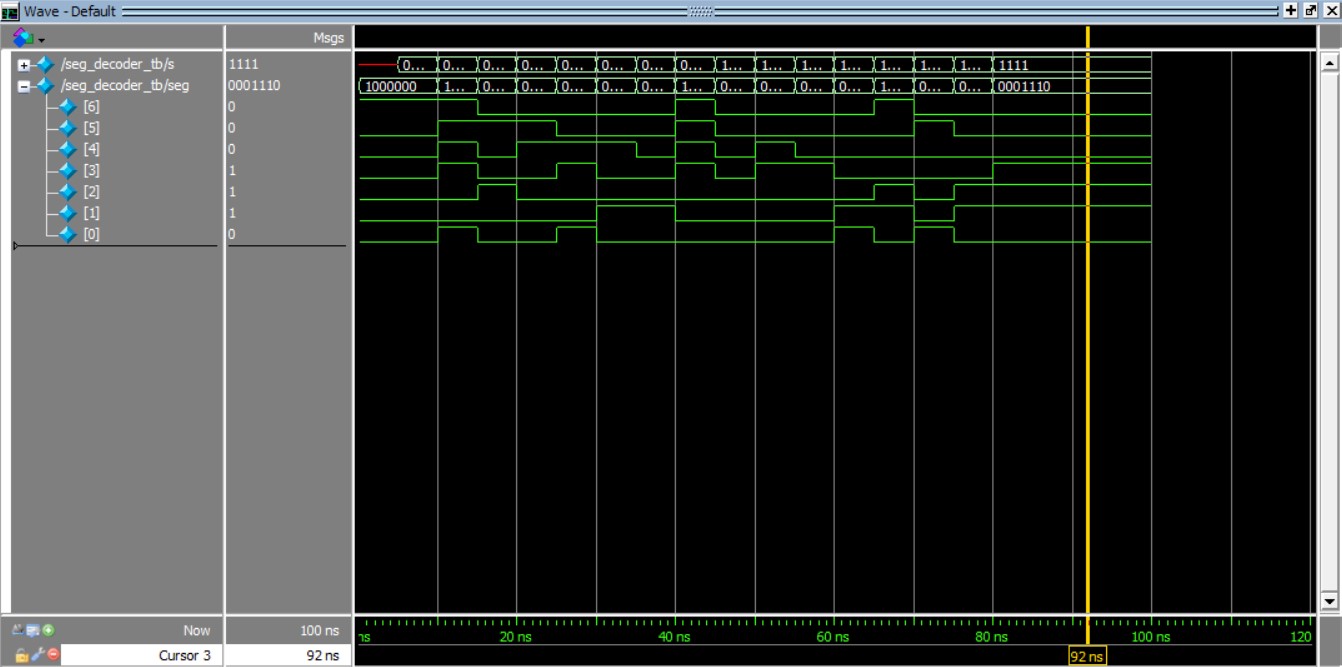 Wave - Default
Msgs
/seg_decoder_tb/s 1111 0... 0... 0... 0... 0... 0... 0... 0... 1... 1... 1... 1... 1... 1... 1... 1111
/seg_decoder_tb/seg 0001110 1000000 1... 0... 0... 0... 0... 0... 1... 0... 0... 0... 0... 1... 0... 0... 0001110
[6] 0
[5] 0
[4] 0
[3] 1
[2] 1
[1] 1
[0] 0
Now 100 ns ns 20 ns 40 ns 60 ns 80 ns 100 ns 120
Cursor 3 92 ns 92 ns